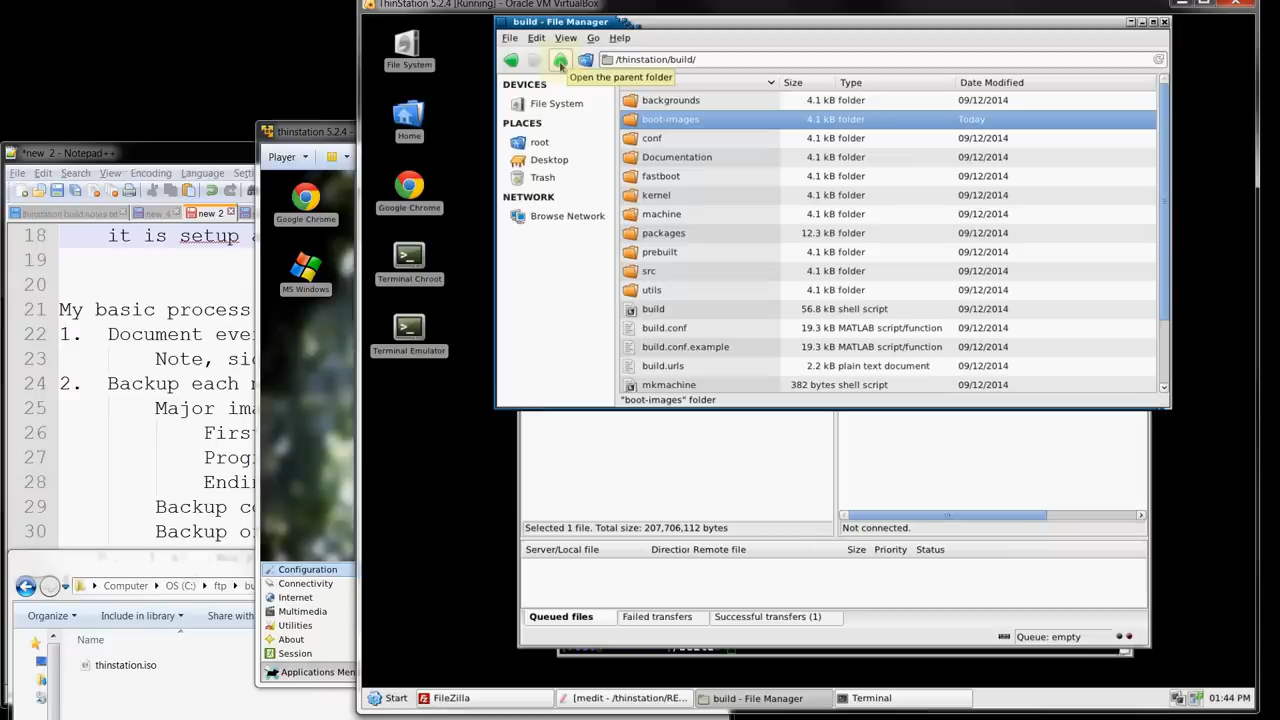 ThinStation 5.2.4 [Running] - Oracle VM VirtualBox
build - File Manager
File Edit View Go Help
/thinstation/build/
Open the parent folder
DEVICES
File System
PLACES
root
Desktop
Trash
NETWORK
Browse Network
Size Type Date Modified
backgrounds 4.1 kB folder 09/12/2014
boot-images 4.1 kB folder Today
conf 4.1 kB folder 09/12/2014
Documentation 4.1 kB folder 09/12/2014
fastboot 4.1 kB folder 09/12/2014
kernel 4.1 kB folder 09/12/2014
machine 4.1 kB folder 09/12/2014
packages 12.3 kB folder 09/12/2014
prebuilt 4.1 kB folder 09/12/2014
src 4.1 kB folder 09/12/2014
utils 4.1 kB folder 09/12/2014
build 56.8 kB shell script 09/12/2014
build.conf 19.3 kB MATLAB script/function 09/12/2014
build.conf.example 19.3 kB MATLAB script/function 09/12/2014
build.urls 2.2 kB plain text document 09/12/2014
mkmachine 382 bytes shell script 09/12/2014
"boot-images" folder
File System
Home
Google Chrome
Terminal Chroot
Terminal Emulator
Selected 1 file. Total size: 207,706,112 bytes
Not connected.
Server/Local file Directior Remote file Size Priority Status
Queued files Failed transfers Successful transfers (1)
Queue: empty
Start FileZilla [medit - /thinstation/RE... build - File Manager Terminal 01:44 PM
thinstation 5.2.4 -
Player
Google Chrome
MS Windows
Configuration
Connectivity
Internet
Multimedia
Utilities
About
Session
Applications Men
*new 2 - Notepad++
File Edit Search View Encoding Language Setti
thinstation build notes.txt new new 2
18 it is setup a
19
20
21 My basic process
22 1. Document eve
23 Note, si
24 2. Backup each
25 Major ima
26 Firs
27 Prog
28 Endi
29 Backup co
30 Backup o
Computer OS (C:) ftp bu
Organize Include in library Share with
Name
thinstation.iso